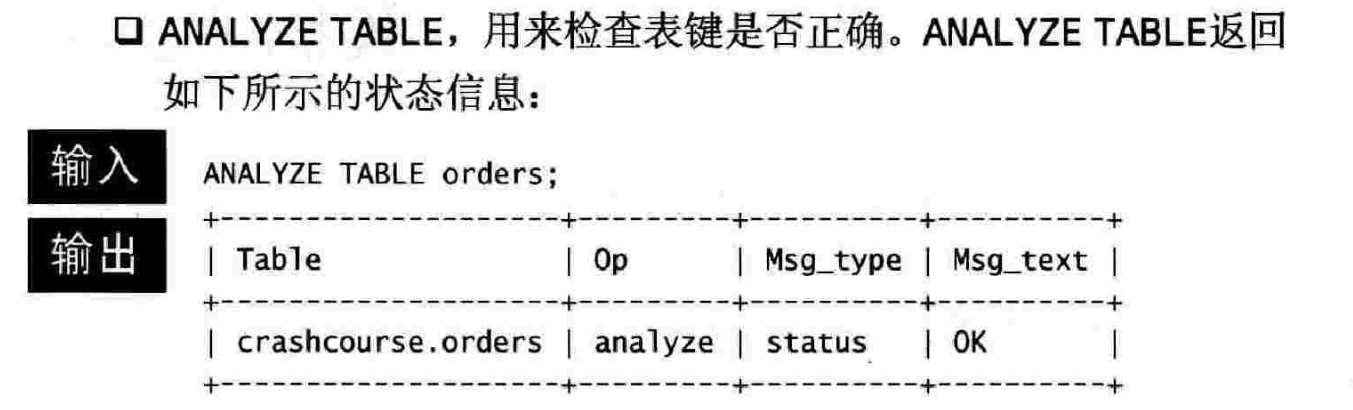 ❑ ANALYZE TABLE，用来检查表键是否正确。ANALYZE TABLE返回
如下所示的状态信息：
输入
ANALYZE TABLE orders;
输出
+--------------------+---------+----------+----------+
| Table              | Op      | Msg_type | Msg_text |
+--------------------+---------+----------+----------+
| crashcourse.orders | analyze | status   | OK       |
+--------------------+---------+----------+----------+